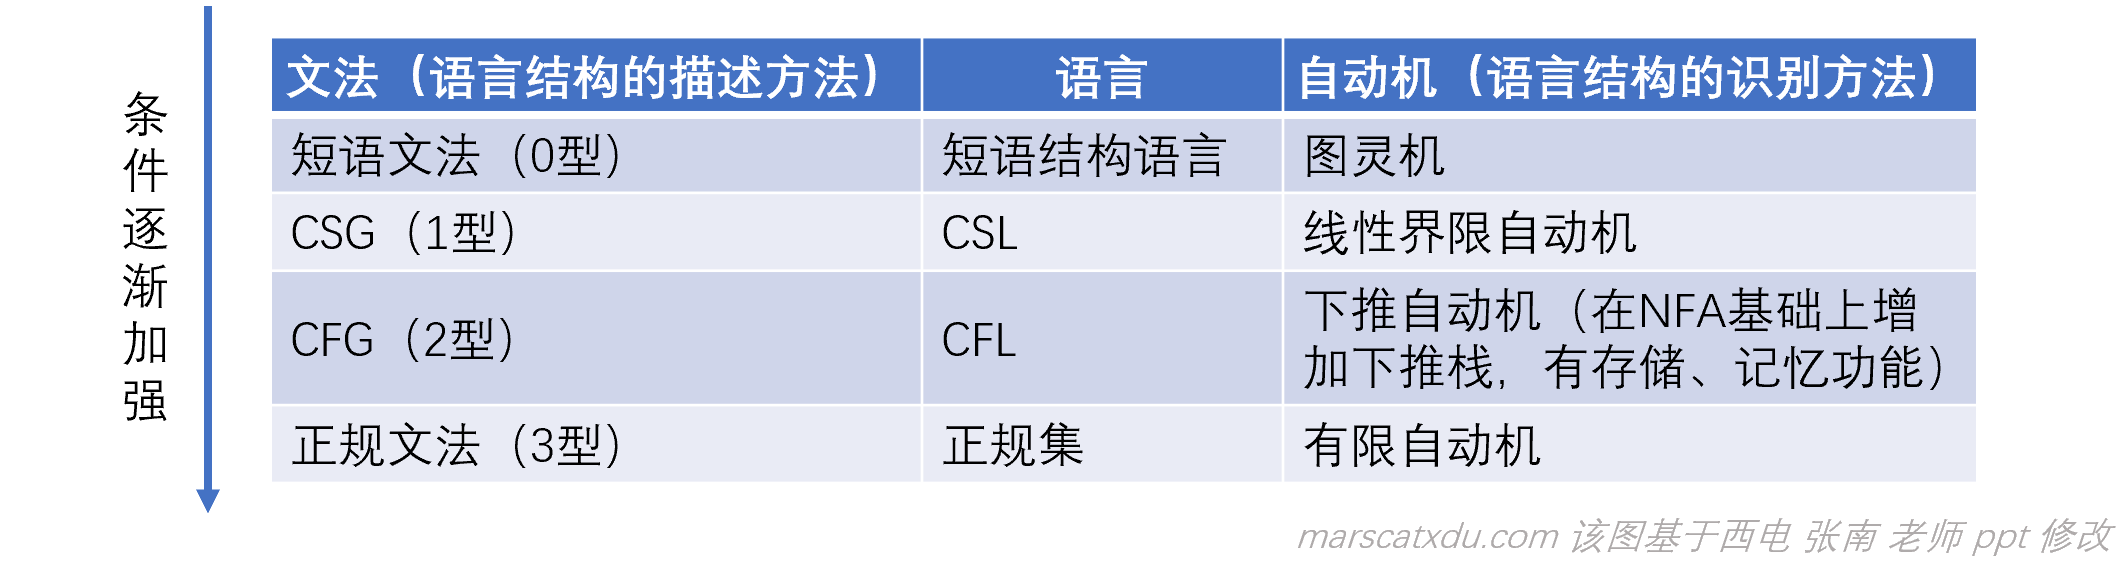 条件逐渐加强
文法（语言结构的描述方法） 语言 自动机（语言结构的识别方法）
短语文法（0型） 短语结构语言 图灵机
CSG（1型） CSL 线性界限自动机
CFG（2型） CFL 下推自动机（在NFA基础上增
加下推栈，有存储、记忆功能）
正规文法（3型） 正规集 有限自动机
marscatxdu.com 该图基于西电 张南 老师 ppt 修改